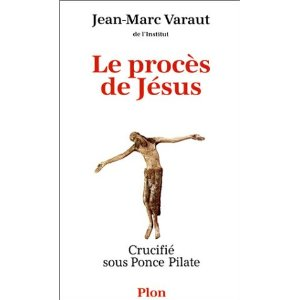 Jean-Marc Varaut
de l'Institut
Le procès
de Jésus
Crucifié
sous Ponce Pilate
Plon